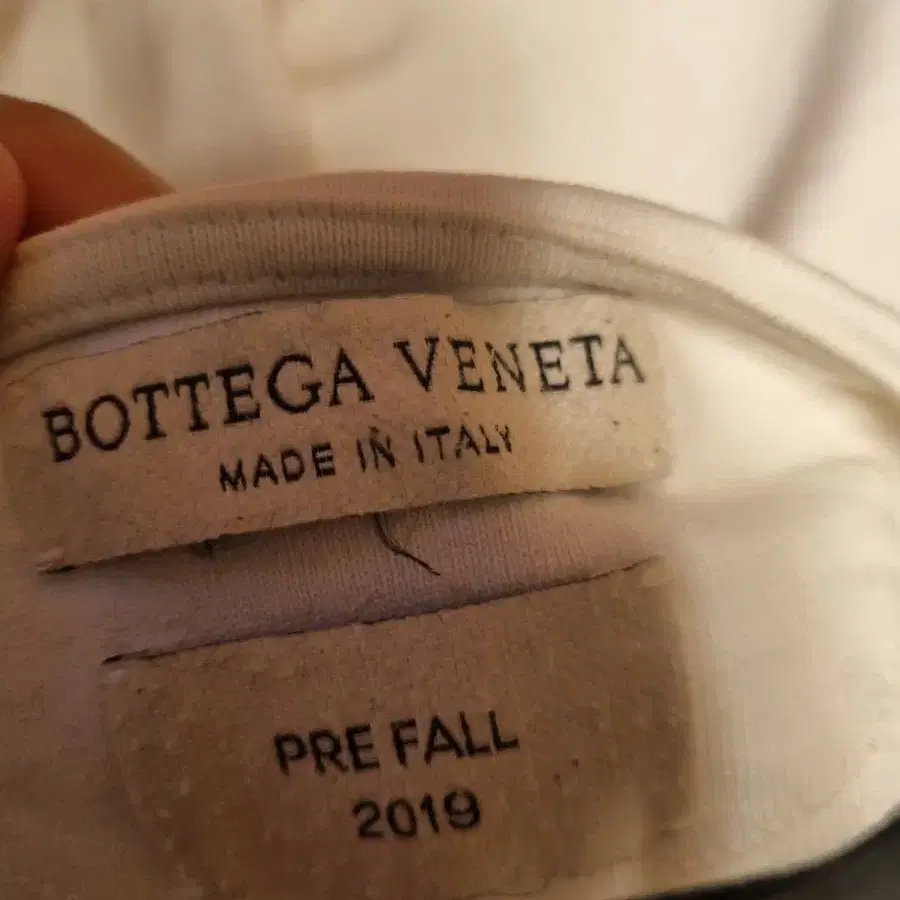 BOTTEGA VENETA
MADE IN ITALY
PRE FALL
2019